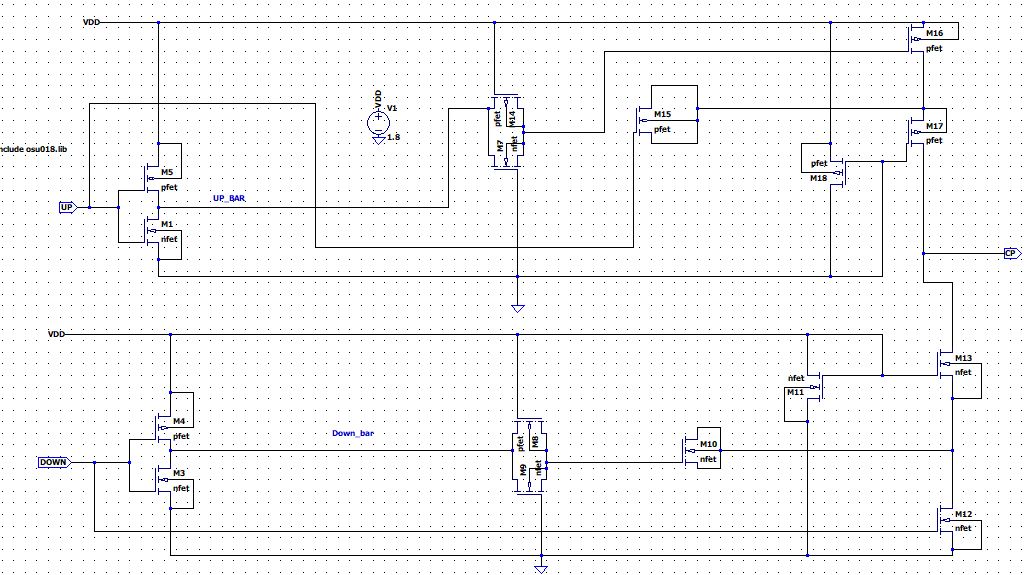 VDD
M16
pfet
VDD
V1
1.8
pfet
M14
M7
nfet
M15
pfet
M17
pfet
nclude osu018.lib
M5
pfet
pfet
M18
UP_BAR
UP
M1
nfet
CP
VDD
M13
nfet
nfet
M11
M4
pfet
Down_bar
pfet
M8
M9
nfet
M10
nfet
DOWN
M3
nfet
M12
nfet